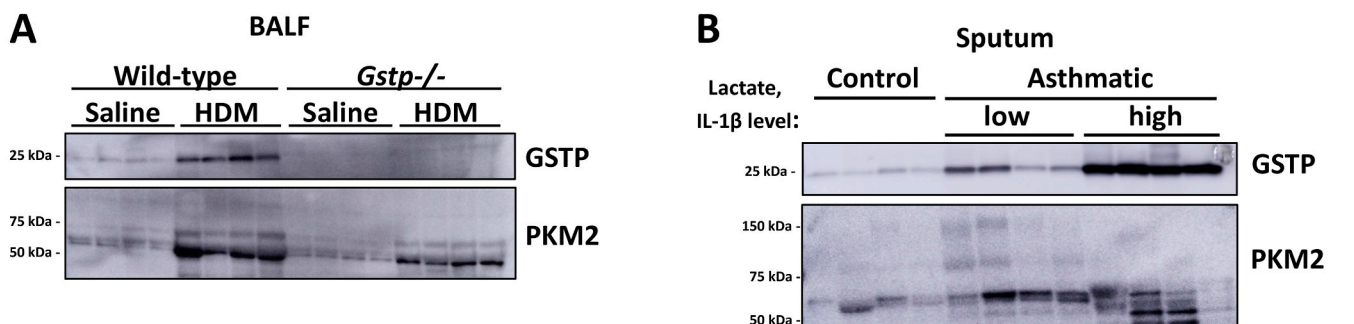 A
BALF
Wild-type Gstp-/-
Saline HDM Saline HDM
25 kDa - GSTP
75 kDa -
PKM2
50 kDa -
B
Sputum
Lactate, Control Asthmatic
IL-1β level: low high
25 kDa - GSTP
150 kDa -
PKM2
75 kDa -
50 kDa -